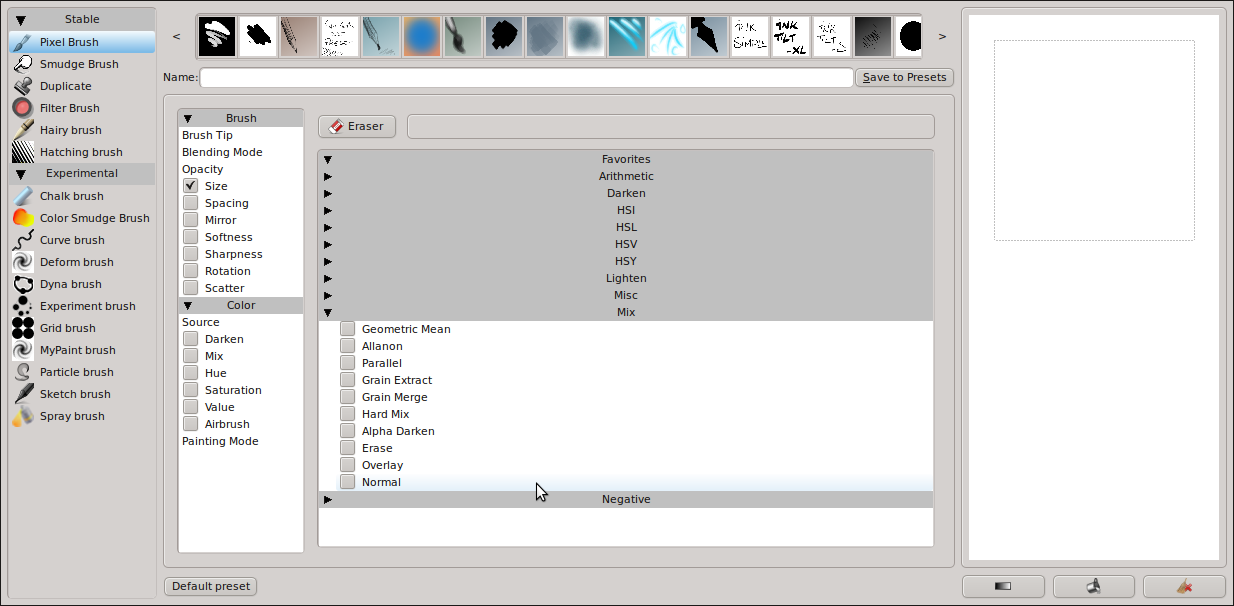 Stable
Pixel Brush
Smudge Brush
Duplicate
Filter Brush
Hairy brush
Hatching brush
Experimental
Chalk brush
Color Smudge Brush
Curve brush
Deform brush
Dyna brush
Experiment brush
Grid brush
MyPaint brush
Particle brush
Sketch brush
Spray brush
<
INK
SIMPLE
INK
TILT
-XL
INK
TILT
>
Name:
Save to Presets
Brush
Brush Tip
Blending Mode
Opacity
Size
Spacing
Mirror
Softness
Sharpness
Rotation
Scatter
Color
Source
Darken
Mix
Hue
Saturation
Value
Airbrush
Painting Mode
Eraser
Favorites
Arithmetic
Darken
HSI
HSL
HSV
HSY
Lighten
Misc
Mix
Geometric Mean
Allanon
Parallel
Grain Extract
Grain Merge
Hard Mix
Alpha Darken
Erase
Overlay
Normal
Negative
Default preset